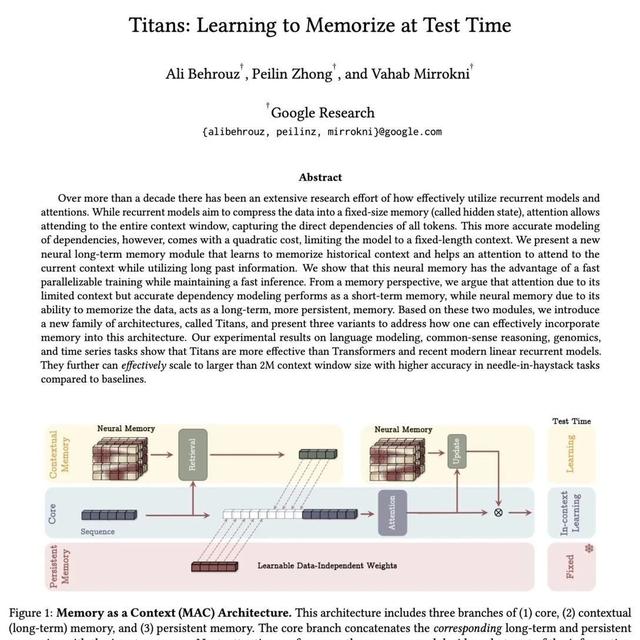 Titans: Learning to Memorize at Test Time
Ali Behrouz†, Peilin Zhong†, and Vahab Mirrokni†
†Google Research
{alibehrouz, peilinz, mirrokni}@google.com
Abstract
Over more than a decade there has been an extensive research effort of how effectively utilize recurrent models and
attentions. While recurrent models aim to compress the data into a fixed-size memory (called hidden state), attention allows
attending to the entire context window, capturing the direct dependencies of all tokens. This more accurate modeling
of dependencies, however, comes with a quadratic cost, limiting the model to a fixed-length context. We present a new
neural long-term memory module that learns to memorize historical context and helps an attention to attend to the
current context while utilizing long past information. We show that this neural memory has the advantage of a fast
parallelizable training while maintaining a fast inference. From a memory perspective, we argue that attention due to its
limited context but accurate dependency modeling performs as a short-term memory, while neural memory due to its
ability to memorize the data, acts as a long-term, more persistent, memory. Based on these two modules, we introduce
a new family of architectures, called Titans, and present three variants to address how one can effectively incorporate
memory into this architecture. Our experimental results on language modeling, common-sense reasoning, genomics,
and time series tasks show that Titans are more effective than Transformers and recent modern linear recurrent models.
They further can effectively scale to larger than 2M context window size with higher accuracy in needle-in-haystack tasks
compared to baselines.
Contextual
Memory
Neural Memory
Retrieval
Neural Memory
Update
Test Time
Learning
Core
Sequence
Attention
In-context
Learning
Persistent
Memory
Learnable Data-Independent Weights
Fixed
Figure 1: Memory as a Context (MAC) Architecture. This architecture includes three branches of (1) core, (2) contextual
(long-term) memory, and (3) persistent memory. The core branch concatenates the corresponding long-term and persistent